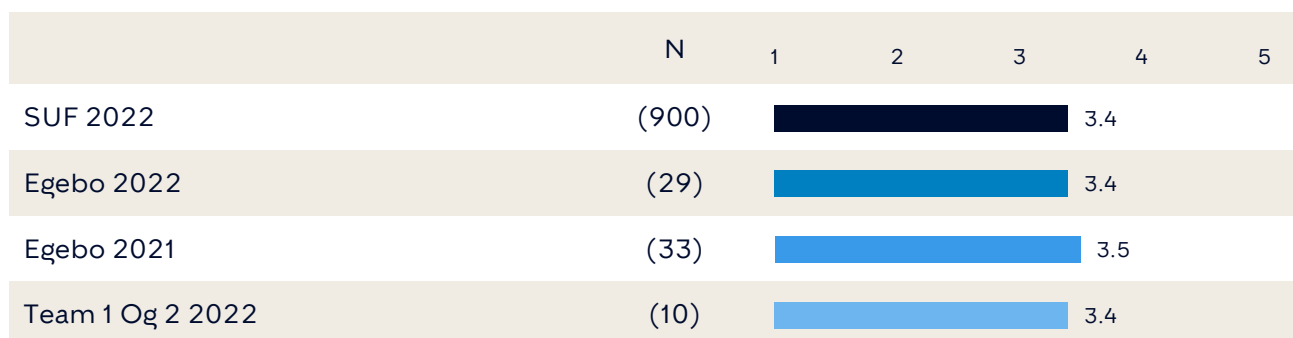 N 1 2 3 4 5
SUF 2022 (900) 3.4
Egebo 2022 (29) 3.4
Egebo 2021 (33) 3.5
Team 1 Og 2 2022 (10) 3.4